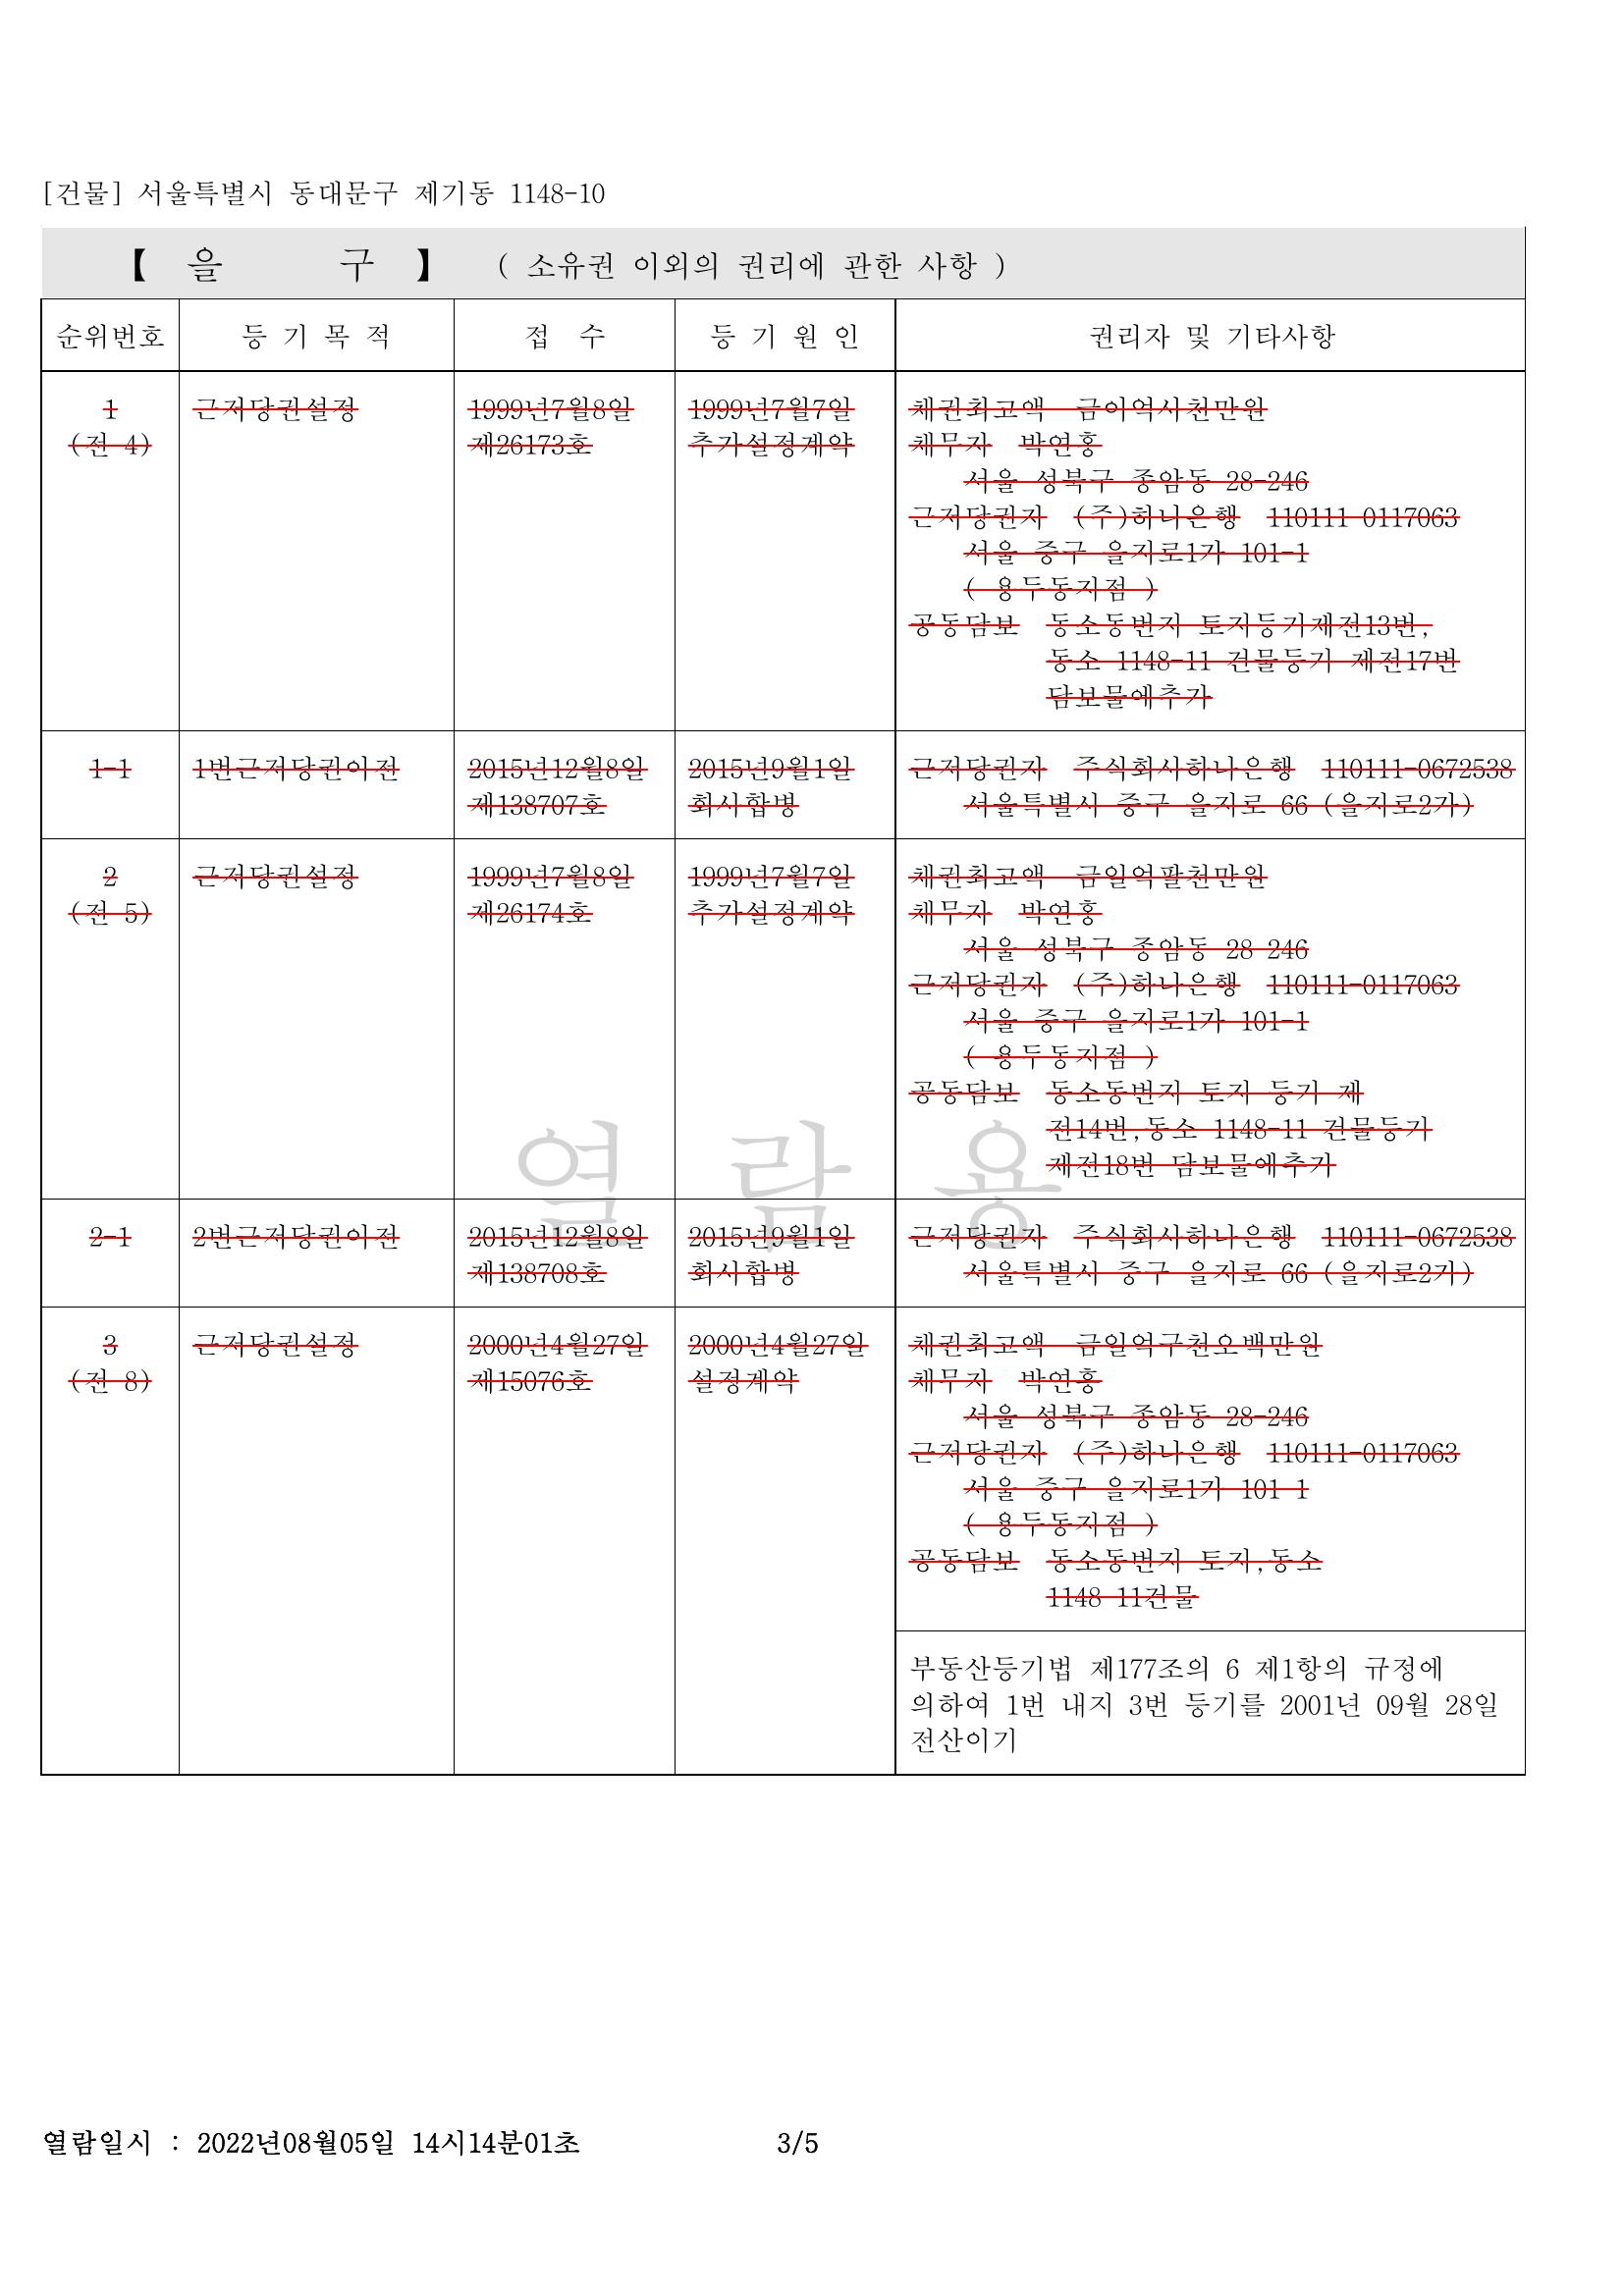 [건물] 서울특별시 동대문구 제기동 1148-10
【 을 구 】 ( 소유권 이외의 권리에 관한 사항 )
순위번호 등 기 목 적 접 수 등 기 원 인 권리자 및 기타사항
1 근저당권설정 1999년7월8일 1999년7월7일 채권최고액 금이억사천만원
(전 4) 제26173호 추가설정계약 채무자 박연홍
서울 성북구 종암동 28-246
근저당권자 (주)하나은행 110111-0117063
서울 중구 을지로1가 101-1
( 용두동지점 )
공동담보 동소동번지 토지등기제전13번,
동소 1148-11 건물등기 제전17번
담보물에추가
1-1 1번근저당권이전 2015년12월8일 2015년9월1일 근저당권자 주식회사하나은행 110111-0672538
제138707호 회사합병 서울특별시 중구 을지로 66 (을지로2가)
2 근저당권설정 1999년7월8일 1999년7월7일 채권최고액 금일억팔천만원
(전 5) 제26174호 추가설정계약 채무자 박연홍
서울 성북구 종암동 28-246
근저당권자 (주)하나은행 110111-0117063
서울 중구 을지로1가 101-1
( 용두동지점 )
공동담보 동소동번지 토지 등기 제
전14번,동소 1148-11 건물등기
제전18번 담보물에추가
열 람 용
2-1 2번근저당권이전 2015년12월8일 2015년9월1일 근저당권자 주식회사하나은행 110111-0672538
제138708호 회사합병 서울특별시 중구 을지로 66 (을지로2가)
3 근저당권설정 2000년4월27일 2000년4월27일 채권최고액 금일억구천오백만원
(전 8) 제15076호 설정계약 채무자 박연홍
서울 성북구 종암동 28-246
근저당권자 (주)하나은행 110111-0117063
서울 중구 을지로1가 101-1
( 용두동지점 )
공동담보 동소동번지 토지,동소
1148-11건물
부동산등기법 제177조의 6 제1항의 규정에
의하여 1번 내지 3번 등기를 2001년 09월 28일
전산이기
열람일시 : 2022년08월05일 14시14분01초 3/5